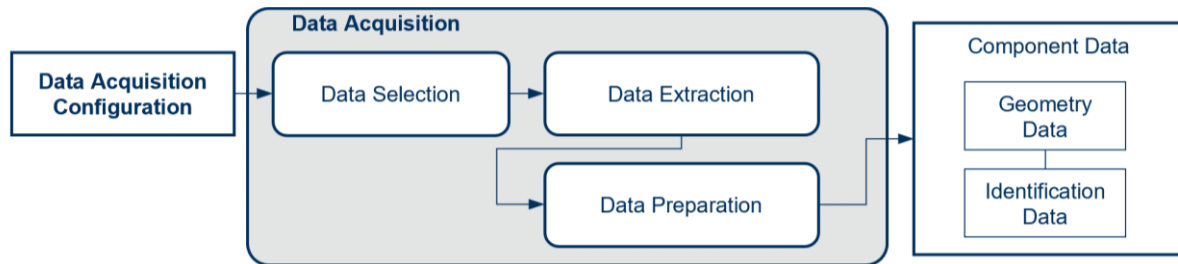 Data Acquisition
Data Acquisition
Configuration
Data Selection
Data Extraction
Data Preparation
Component Data
Geometry
Data
Identification
Data